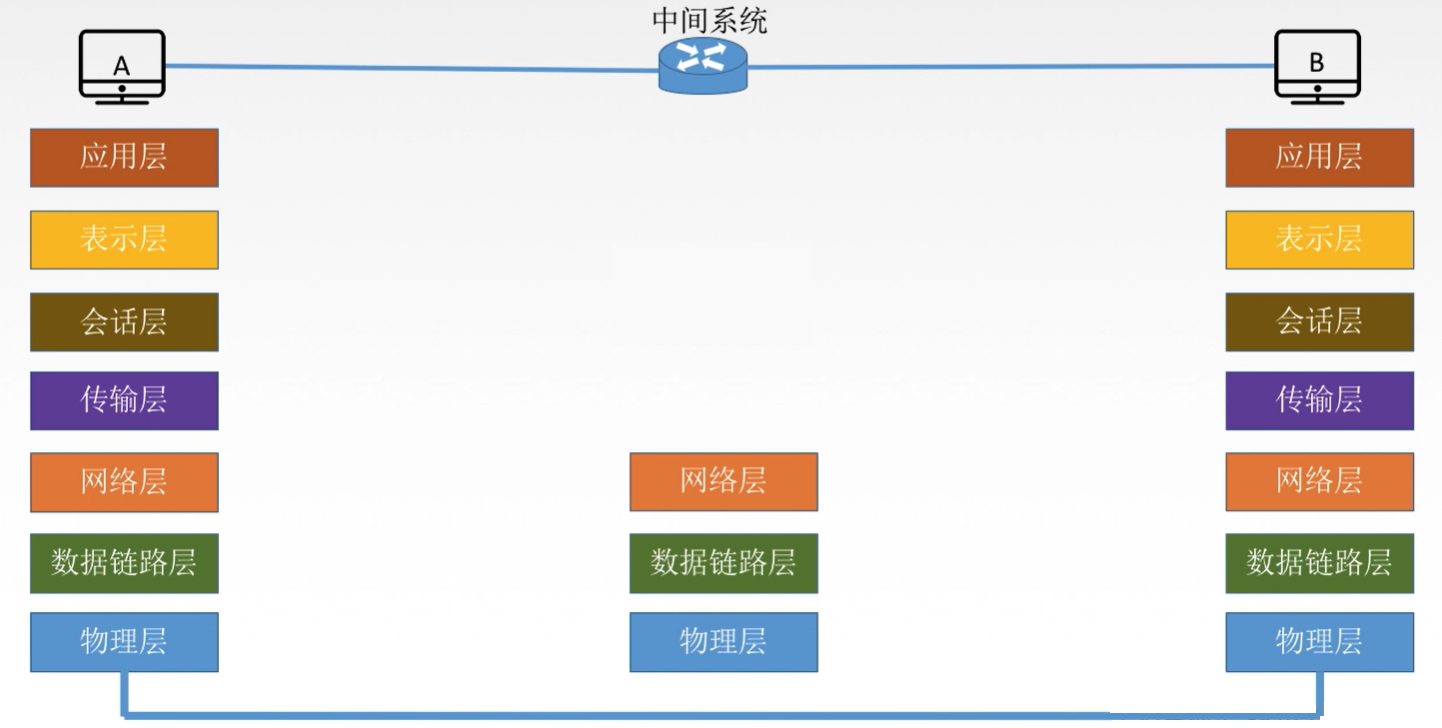 中间系统
A
B
应用层
应用层
表示层
表示层
会话层
会话层
传输层
传输层
网络层
网络层
网络层
数据链路层
数据链路层
数据链路层
物理层
物理层
物理层